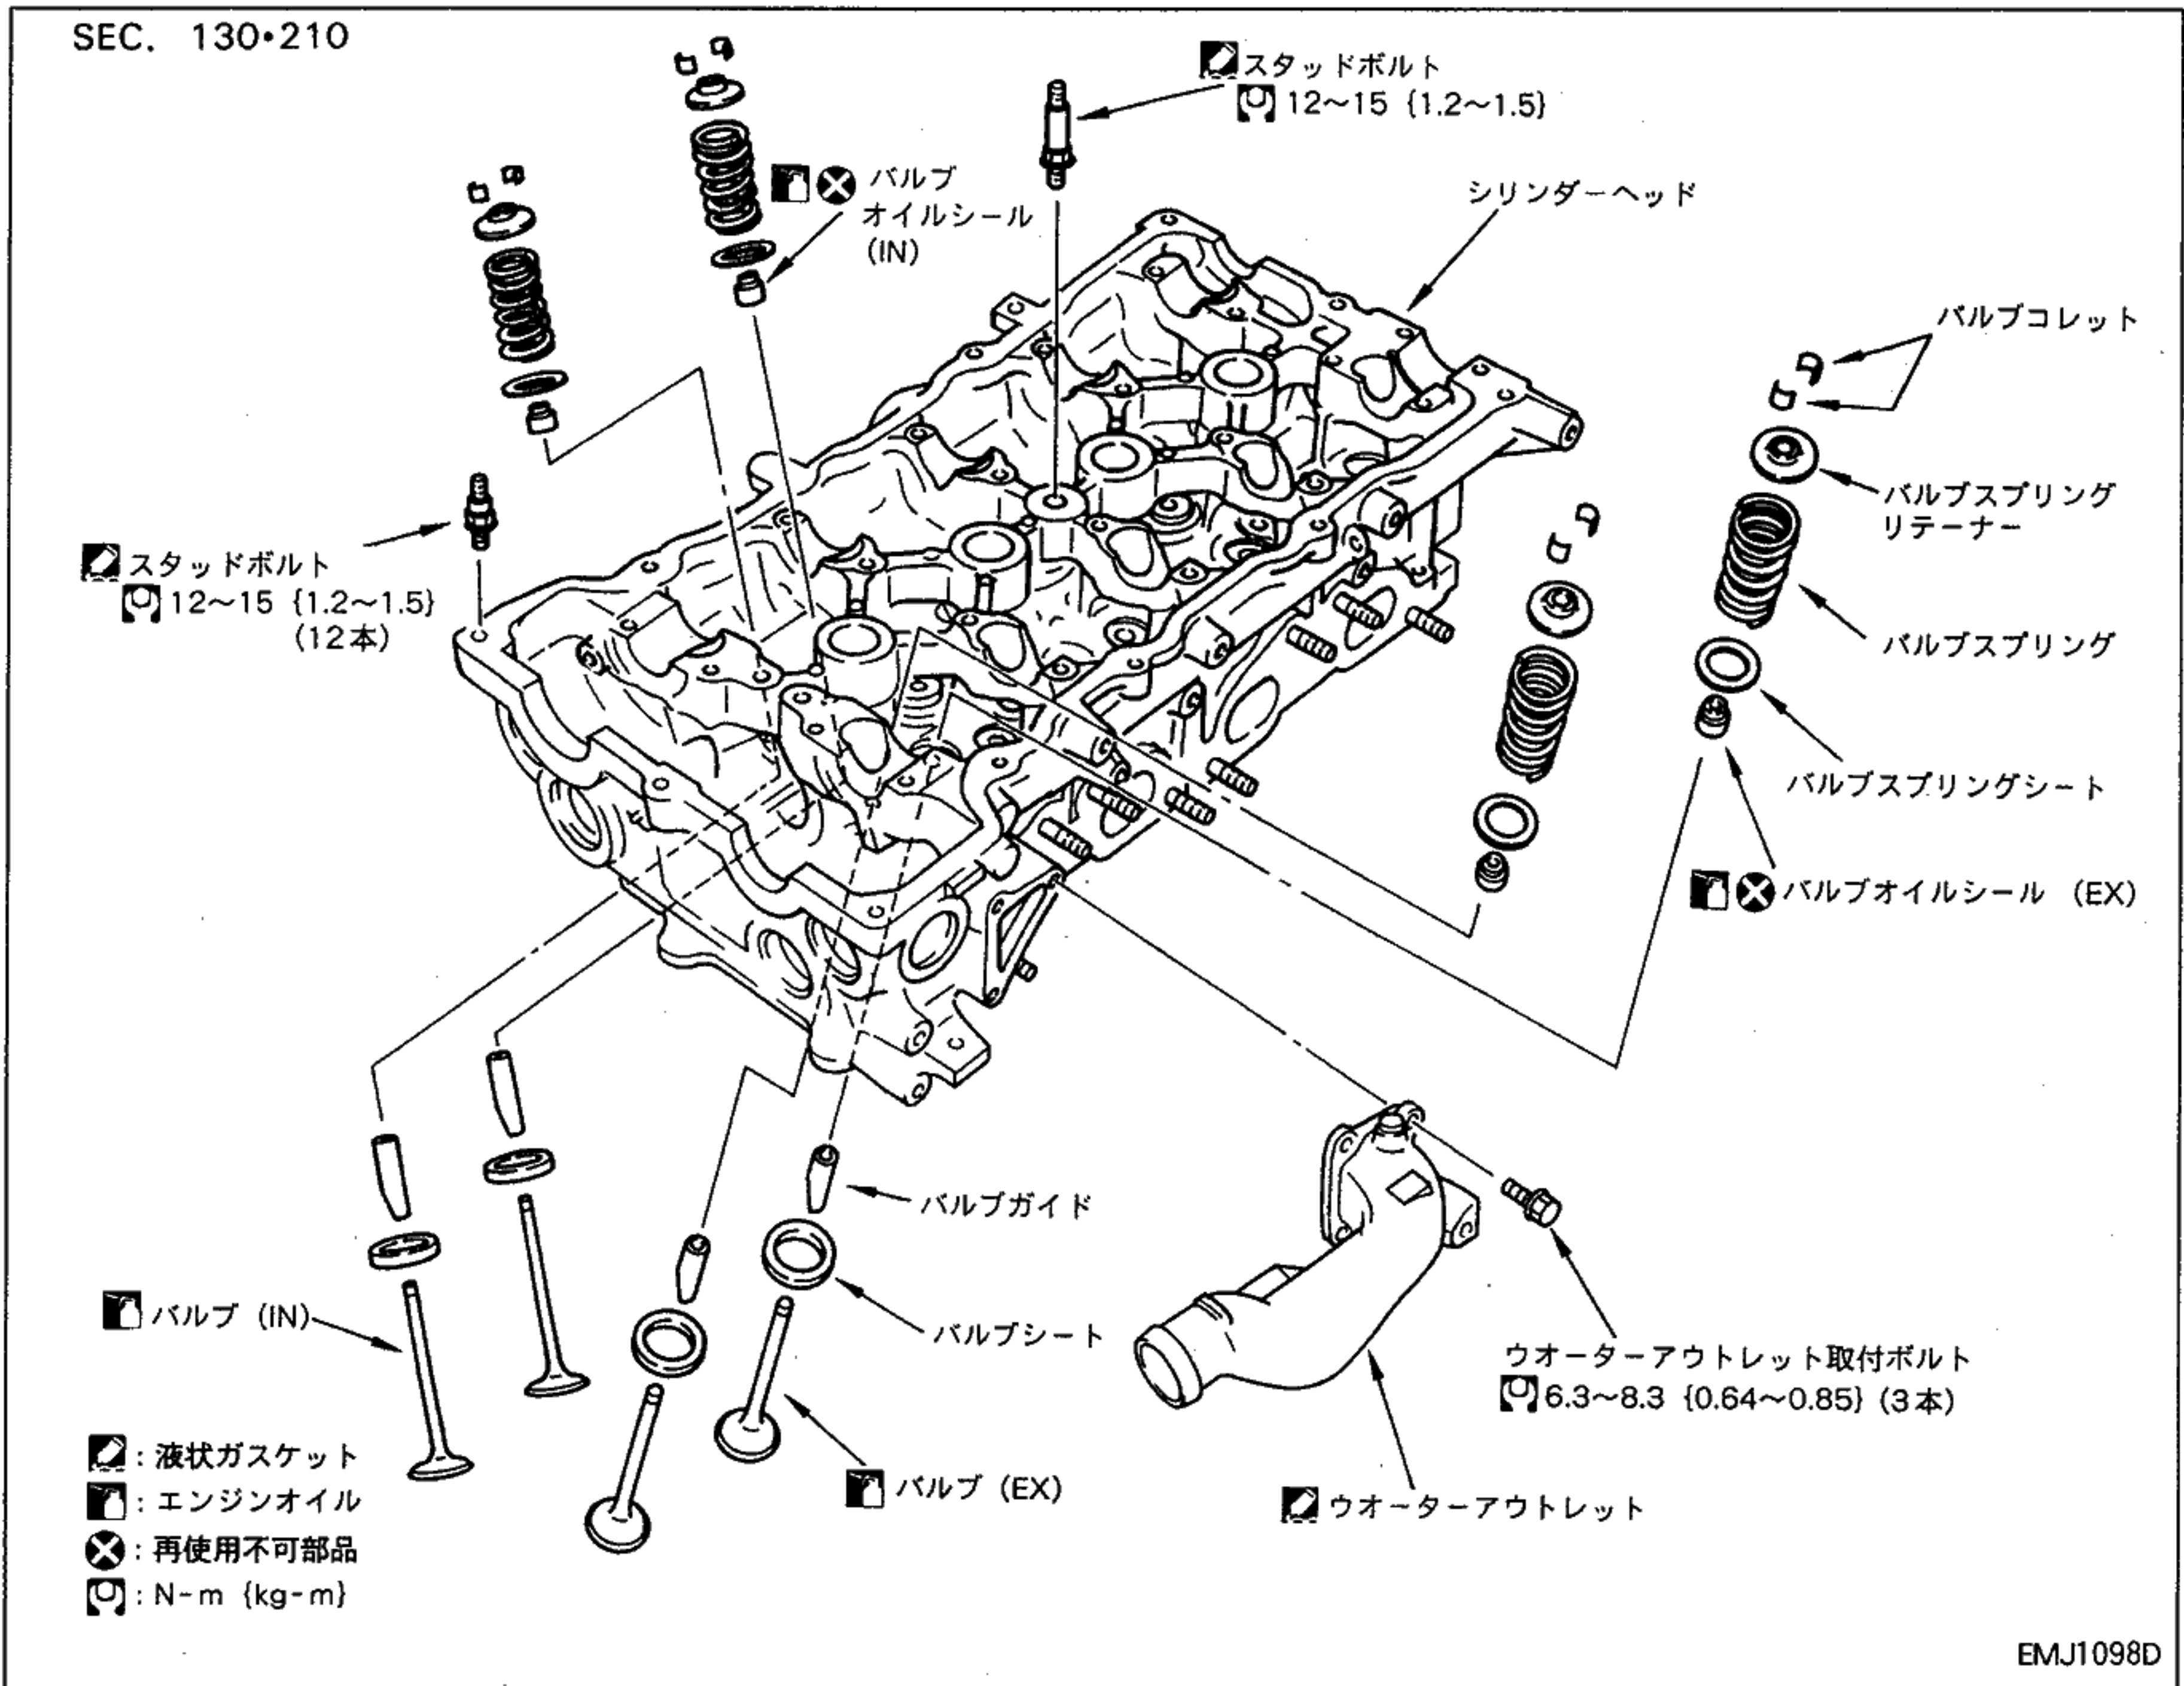 SEC. 130•210
スタッドボルト
12～15 {1.2～1.5}
バルブ
オイルシール
(IN)
シリンダーヘッド
バルブコレット
バルブスプリング
リテーナー
スタッドボルト
12～15 {1.2～1.5}
(12本)
バルブスプリング
バルブスプリングシート
バルブオイルシール (EX)
バルブガイド
バルブ (IN)
バルブシート
ウオーターアウトレット取付ボルト
6.3～8.3 {0.64～0.85} (3本)
バルブ (EX)
ウオーターアウトレット
: 液状ガスケット
: エンジンオイル
: 再使用不可部品
: N-m {kg-m}
EMJ1098D